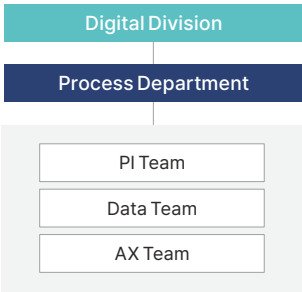 Digital Division
Process Department
PI Team
Data Team
AX Team